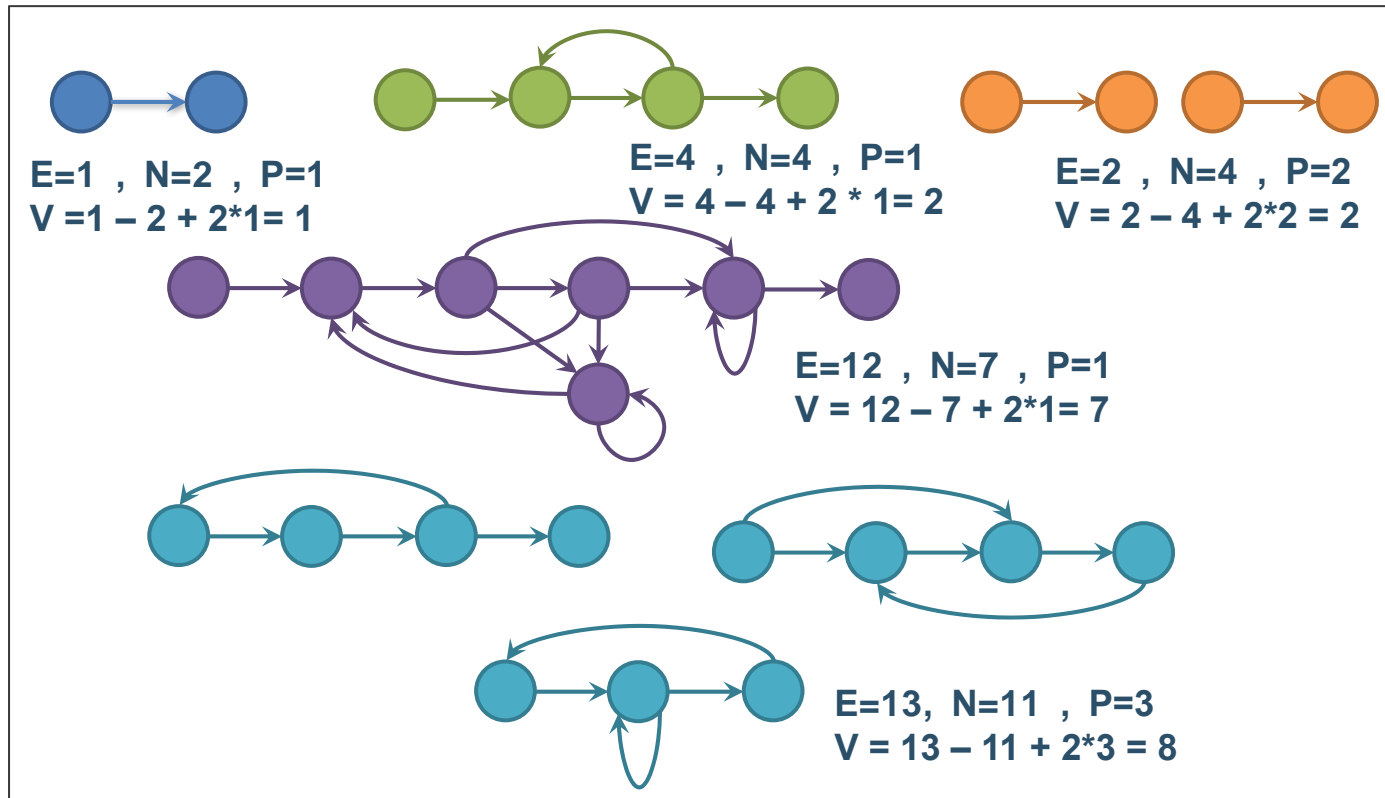 E=1 , N=2 , P=1
V =1 – 2 + 2*1= 1
E=4 , N=4 , P=1
V = 4 – 4 + 2 * 1= 2
E=2 , N=4 , P=2
V = 2 – 4 + 2*2 = 2
E=12 , N=7 , P=1
V = 12 – 7 + 2*1= 7
E=13, N=11 , P=3
V = 13 – 11 + 2*3 = 8